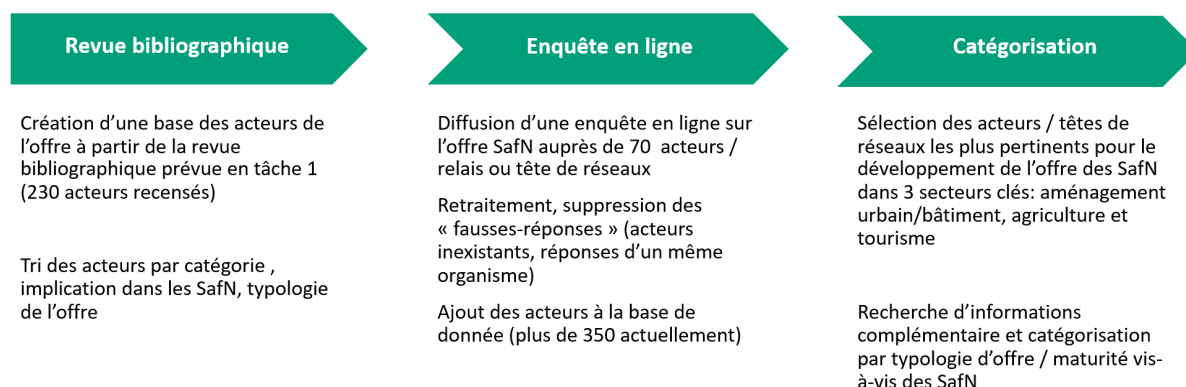 Revue bibliographique
Création d’une base des acteurs de
l’offre à partir de la revue
bibliographique prévue en tâche 1
(230 acteurs recensés)
Tri des acteurs par catégorie ,
implication dans les SafN, typologie
de l’offre
Enquête en ligne
Diffusion d’une enquête en ligne sur
l’offre SafN auprès de 70  acteurs /
relais ou tête de réseaux
Retraitement, suppression des
« fausses-réponses » (acteurs
inexistants, réponses d’un même
organisme)
Ajout des acteurs à la base de
donnée (plus de 350 actuellement)
Catégorisation
Sélection des acteurs / têtes de
réseaux les plus pertinents pour le
développement de l’offre des SafN
dans 3 secteurs clés: aménagement
urbain/bâtiment, agriculture et
tourisme
Recherche d’informations
complémentaire et catégorisation
par typologie d’offre / maturité vis-
à-vis des SafN